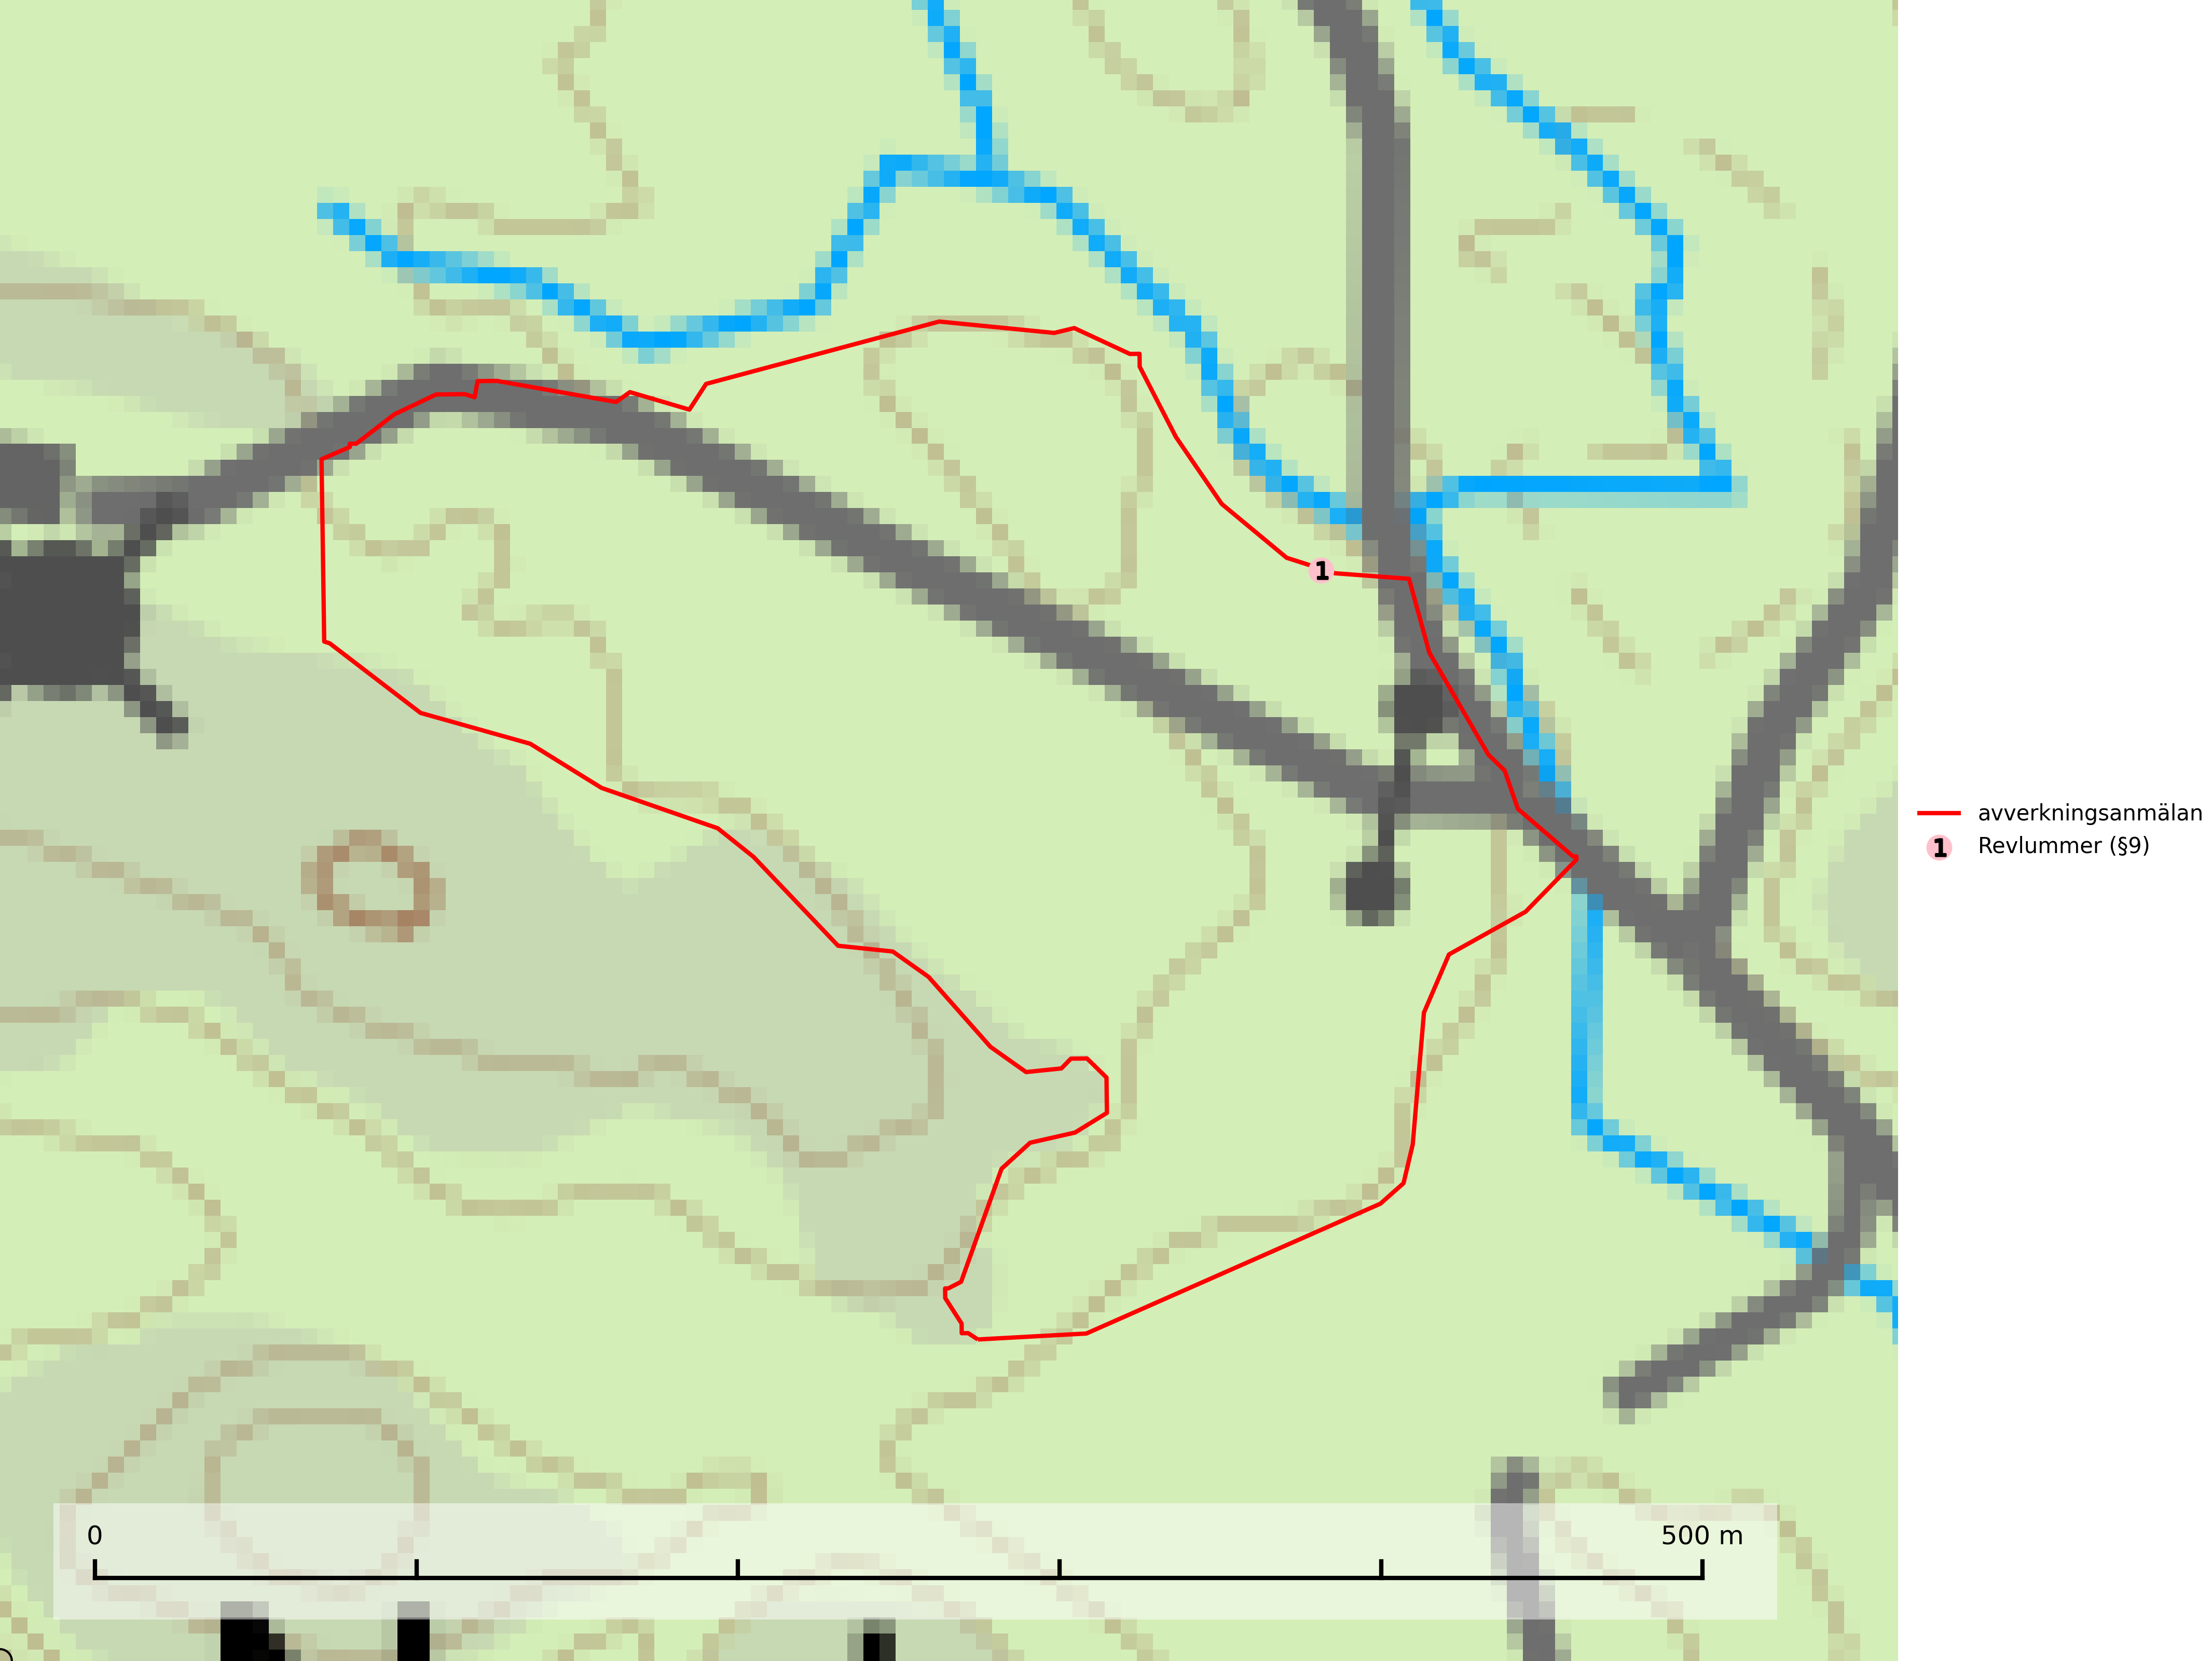 1
avverkningsanmälan
1 Revlummer (§9)
0 500 m